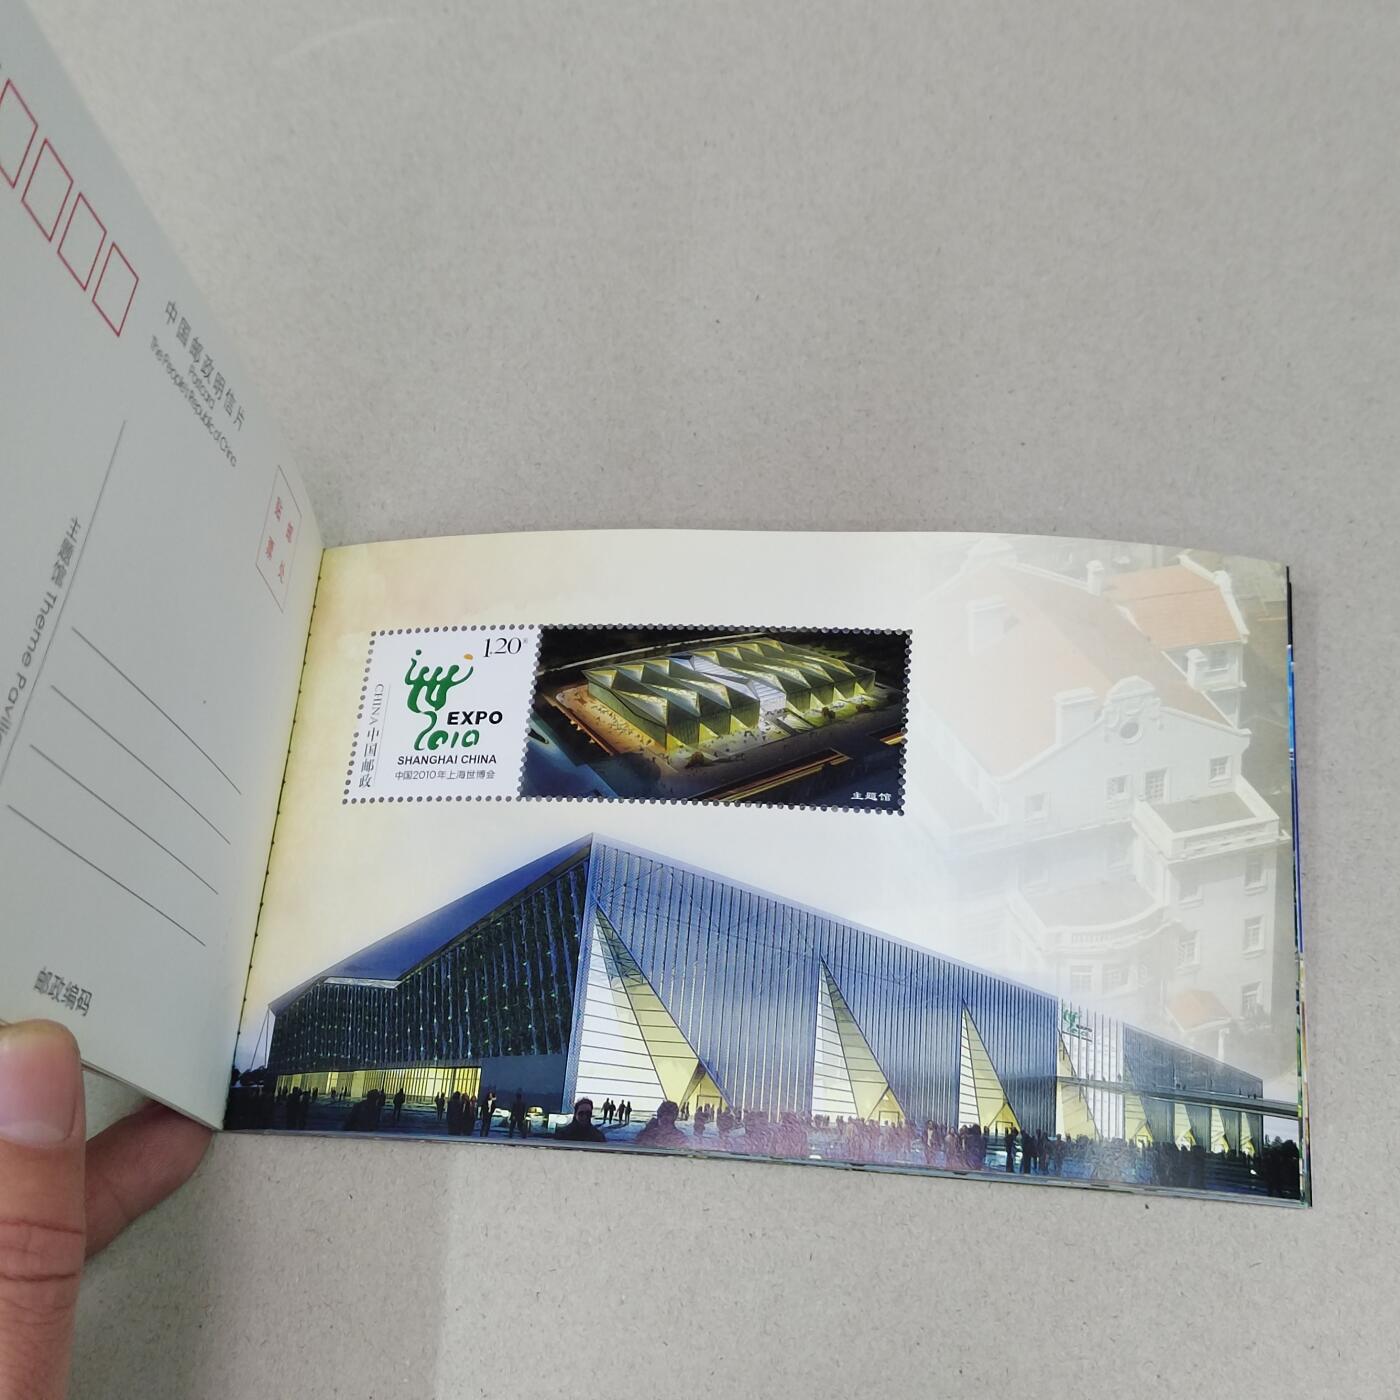 中国邮政明信片
Postcard
The People's Republic of China
贴邮
票处
主题馆 Theme Pavilion
邮政编码
1.20元
CHINA 中国邮政
世
EXPO
2010
SHANGHAI CHINA
中国2010年上海世博会
主题馆